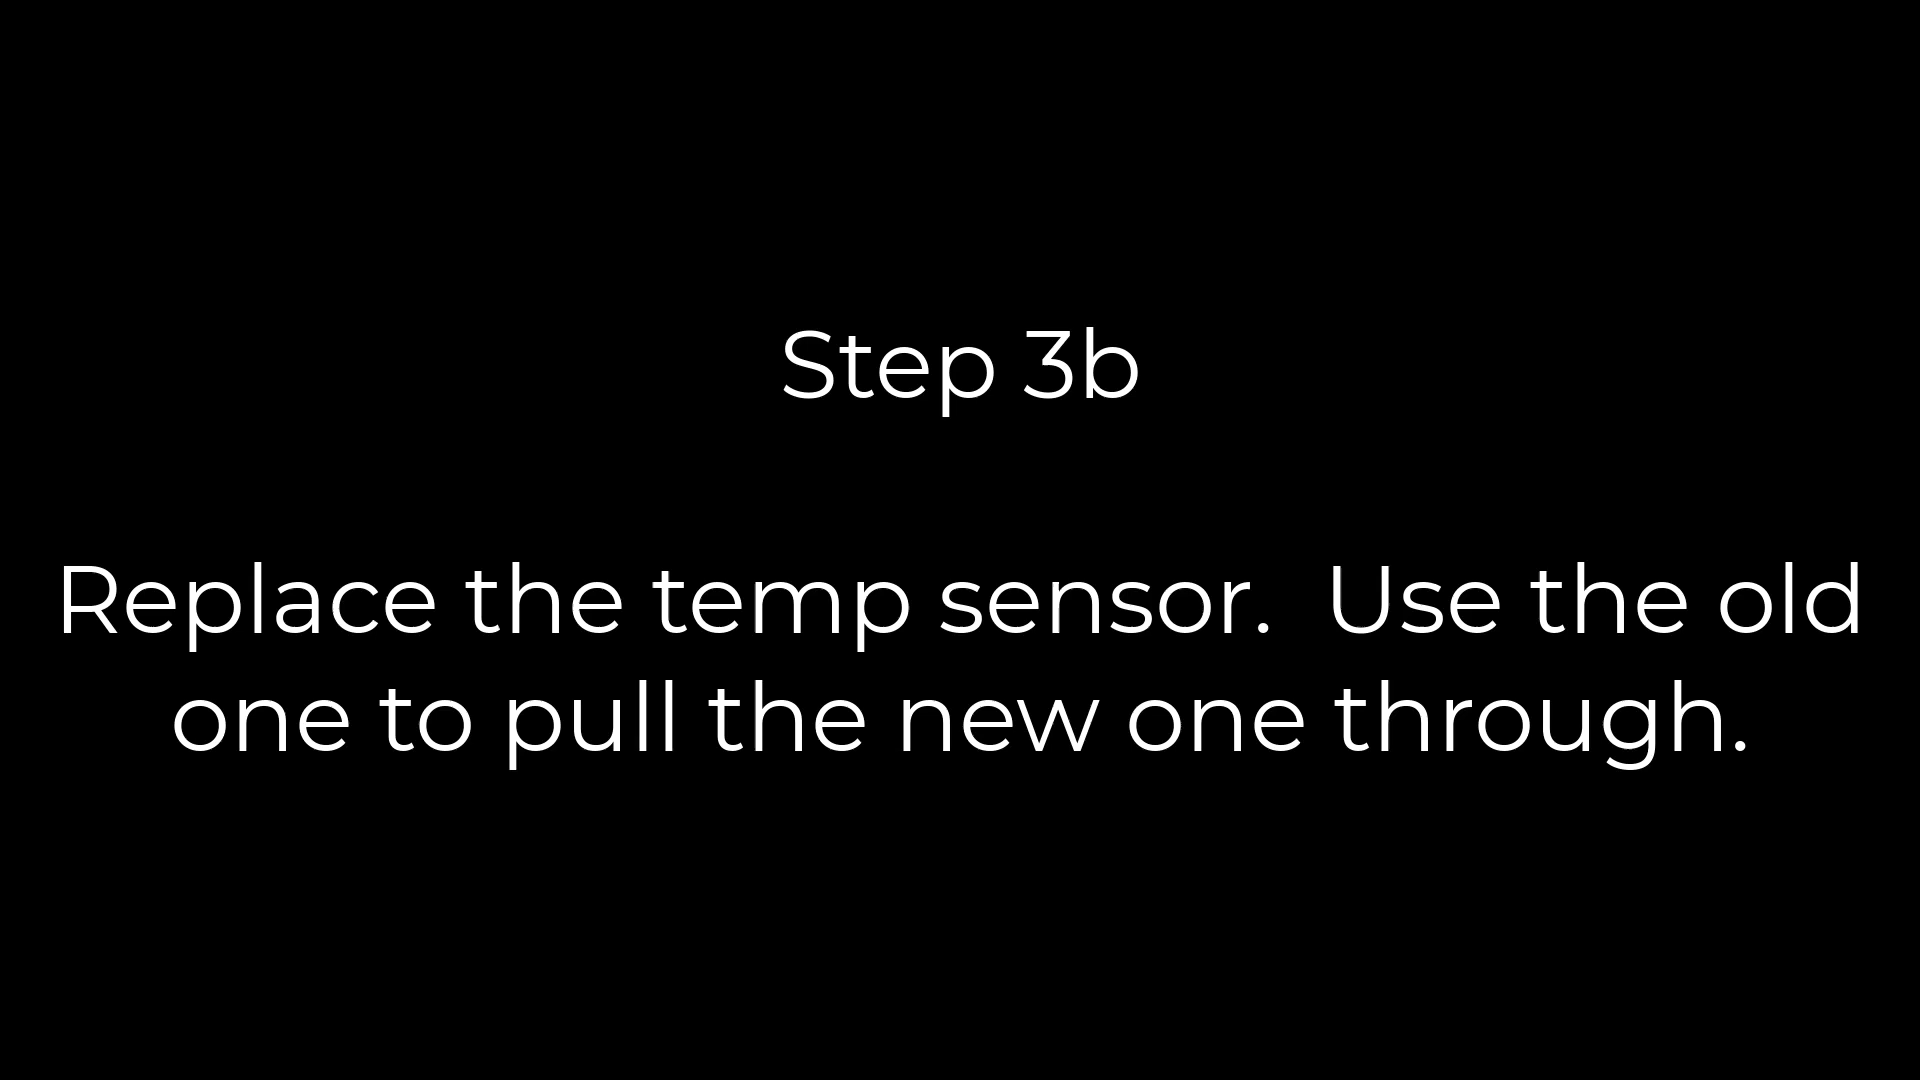 Step 3b
Replace the temp sensor.  Use the old
one to pull the new one through.